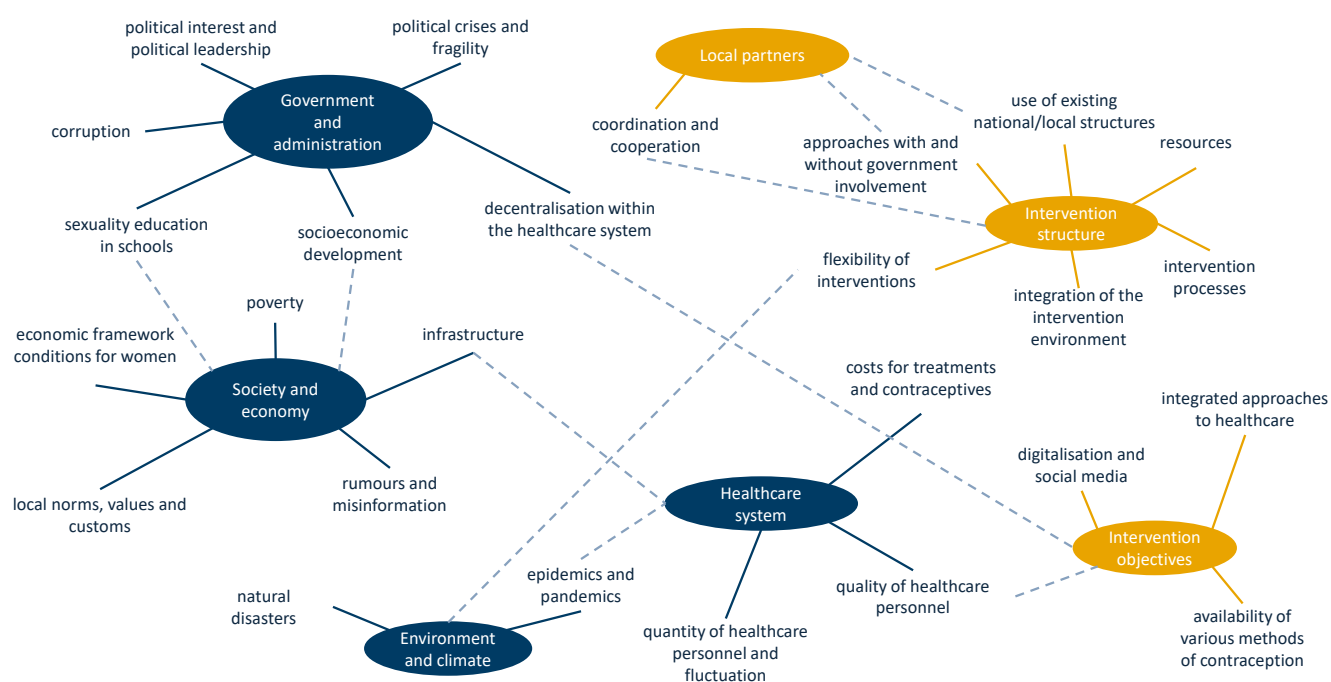 political interest and
political leadership
political crises and
fragility
Local partners
Government
and
administration
corruption
use of existing
national/local structures
coordination and
cooperation
approaches with and
without government
involvement
resources
sexuality education
in schools
socioeconomic
development
decentralisation within
the healthcare system
Intervention
structure
flexibility of
interventions
intervention
processes
integration of the
intervention
environment
poverty
economic framework
conditions for women
infrastructure
Society and
economy
costs for treatments
and contraceptives
integrated approaches
to healthcare
digitalisation and
social media
local norms, values and
customs
rumours and
misinformation
Healthcare
system
Intervention
objectives
natural
disasters
epidemics and
pandemics
quality of healthcare
personnel
Environment
and climate
quantity of healthcare
personnel and
fluctuation
availability of
various methods
of contraception